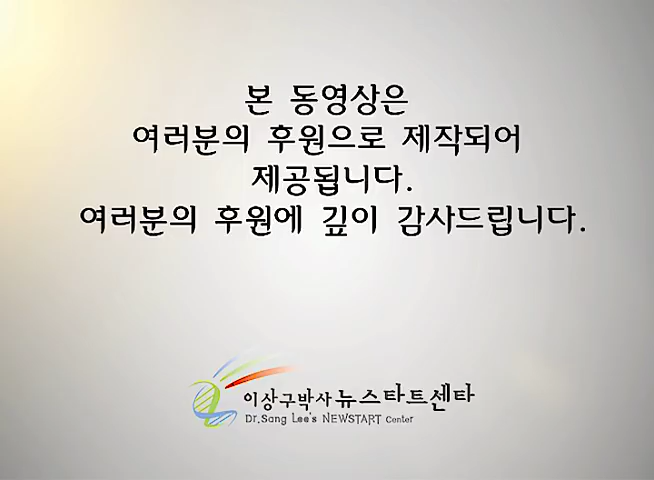 본 동영상은
여러분의 후원으로 제작되어
제공됩니다.
여러분의 후원에 깊이 감사드립니다.
이상구박사 뉴스타트센타
Dr.Sang Lee's NEWSTART Center